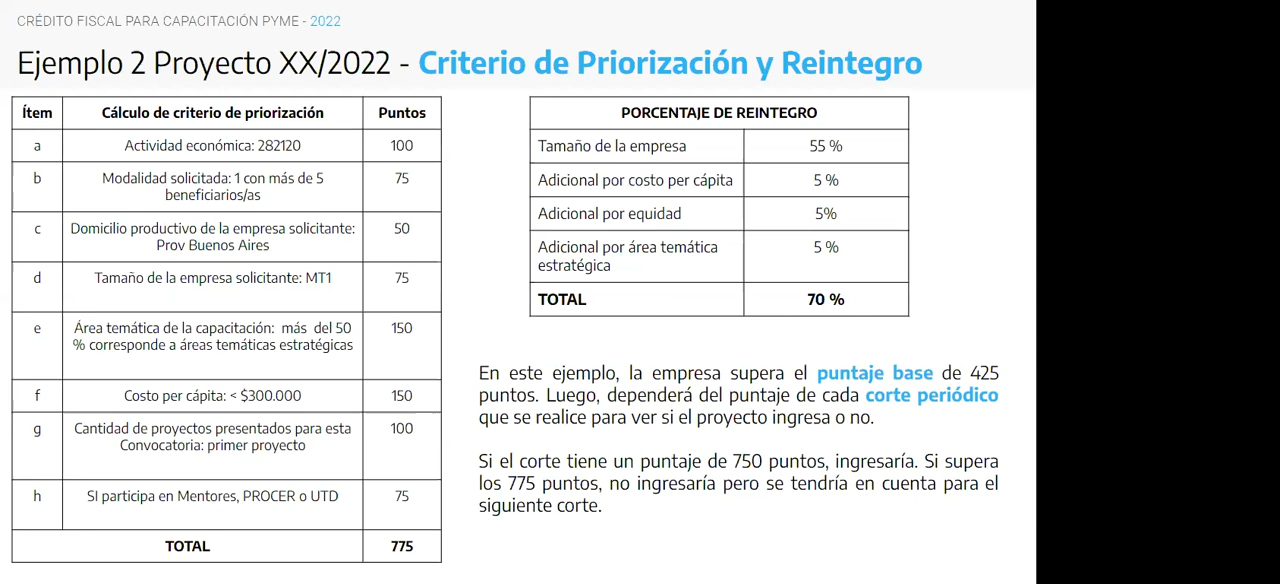 CRÉDITO FISCAL PARA CAPACITACIÓN PYME - 2022
Ejemplo 2 Proyecto XX/2022 - Criterio de Priorización y Reintegro
Ítem Cálculo de criterio de priorización Puntos
a Actividad económica: 282120 100
b Modalidad solicitada: 1 con más de 5 75
beneficiarios/as
c Domicilio productivo de la empresa solicitante: 50
Prov Buenos Aires
d Tamaño de la empresa solicitante: MT1 75
e Área temática de la capacitación: más del 50 150
% corresponde a áreas temáticas estratégicas
f Costo per cápita: < $300.000 150
g Cantidad de proyectos presentados para esta 100
Convocatoria: primer proyecto
h SI participa en Mentores, PROCER o UTD 75
TOTAL 775
PORCENTAJE DE REINTEGRO
Tamaño de la empresa 55 %
Adicional por costo per cápita 5 %
Adicional por equidad 5%
Adicional por área temática 5 %
estratégica
TOTAL 70 %
En este ejemplo, la empresa supera el puntaje base de 425
puntos. Luego, dependerá del puntaje de cada corte periódico
que se realice para ver si el proyecto ingresa o no.
Si el corte tiene un puntaje de 750 puntos, ingresaría. Si supera
los 775 puntos, no ingresaría pero se tendría en cuenta para el
siguiente corte.